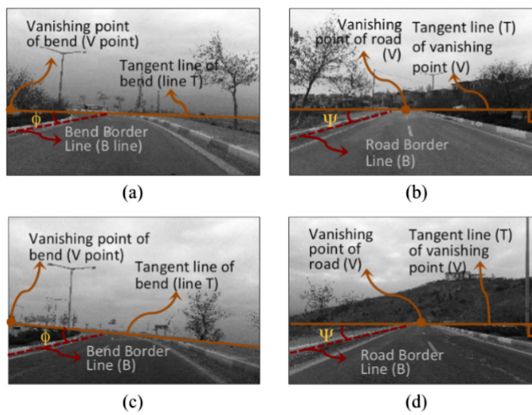 Vanishing point
of bend (V point)
Tangent line of
bend (line T)
ϕ
Bend Border
Line (B line)
(a)
Vanishing
point of road
(V)
Tangent line (T)
of vanishing
point (V)
Ψ
Road Border
Line (B)
(b)
Vanishing point of
bend (V point)
Tangent line of
bend (line T)
ϕ
Bend Border
Line (B)
(c)
Vanishing
point of
road (V)
Tangent line (T)
of vanishing
point (V)
Ψ
Road Border
Line (B)
(d)